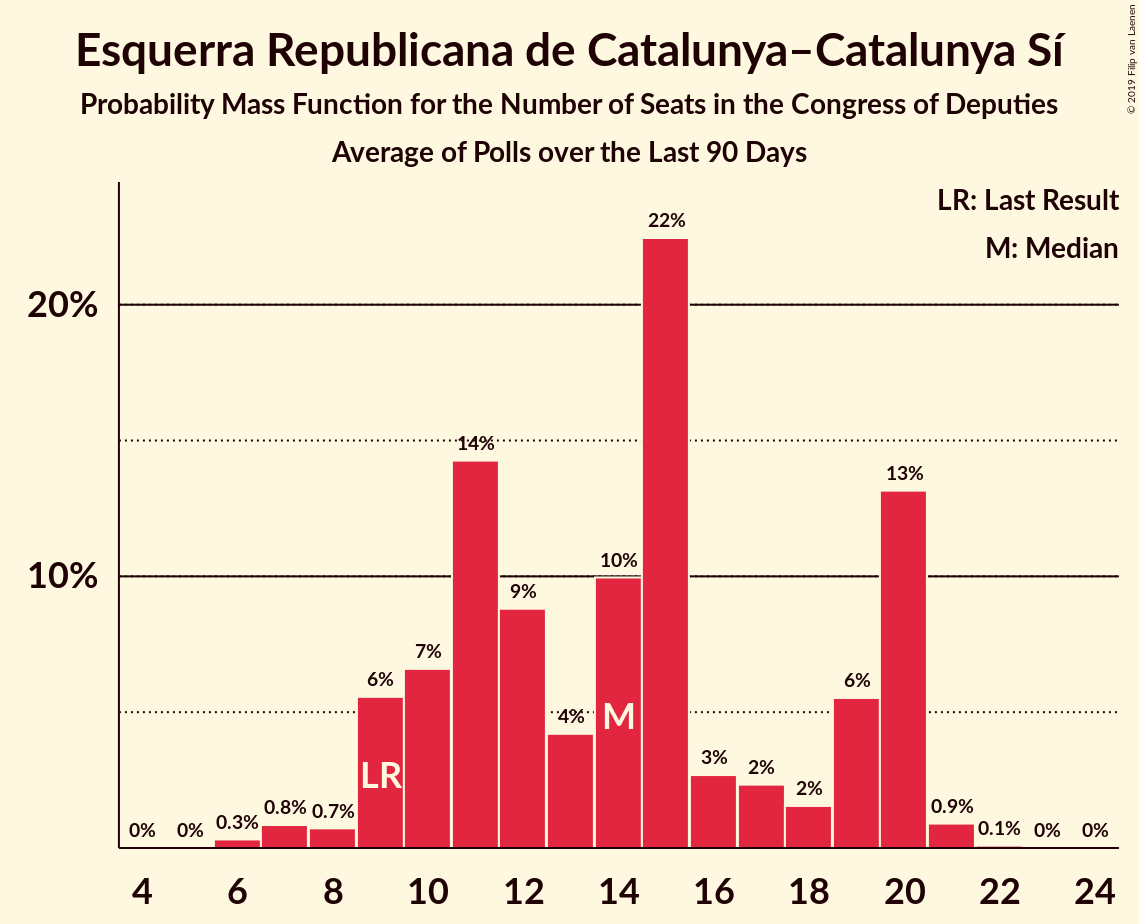 Esquerra Republicana de Catalunya–Catalunya Sí
Probability Mass Function for the Number of Seats in the Congress of Deputies
Average of Polls over the Last 90 Days
© 2019 Filip van Laenen
LR: Last Result
M: Median
20%
10%
0%
0%
0.3%
0.8%
0.7%
6%
7%
14%
9%
4%
10%
22%
3%
2%
2%
6%
13%
0.9%
0.1%
0%
0%
LR
M
4 6 8 10 12 14 16 18 20 22 24